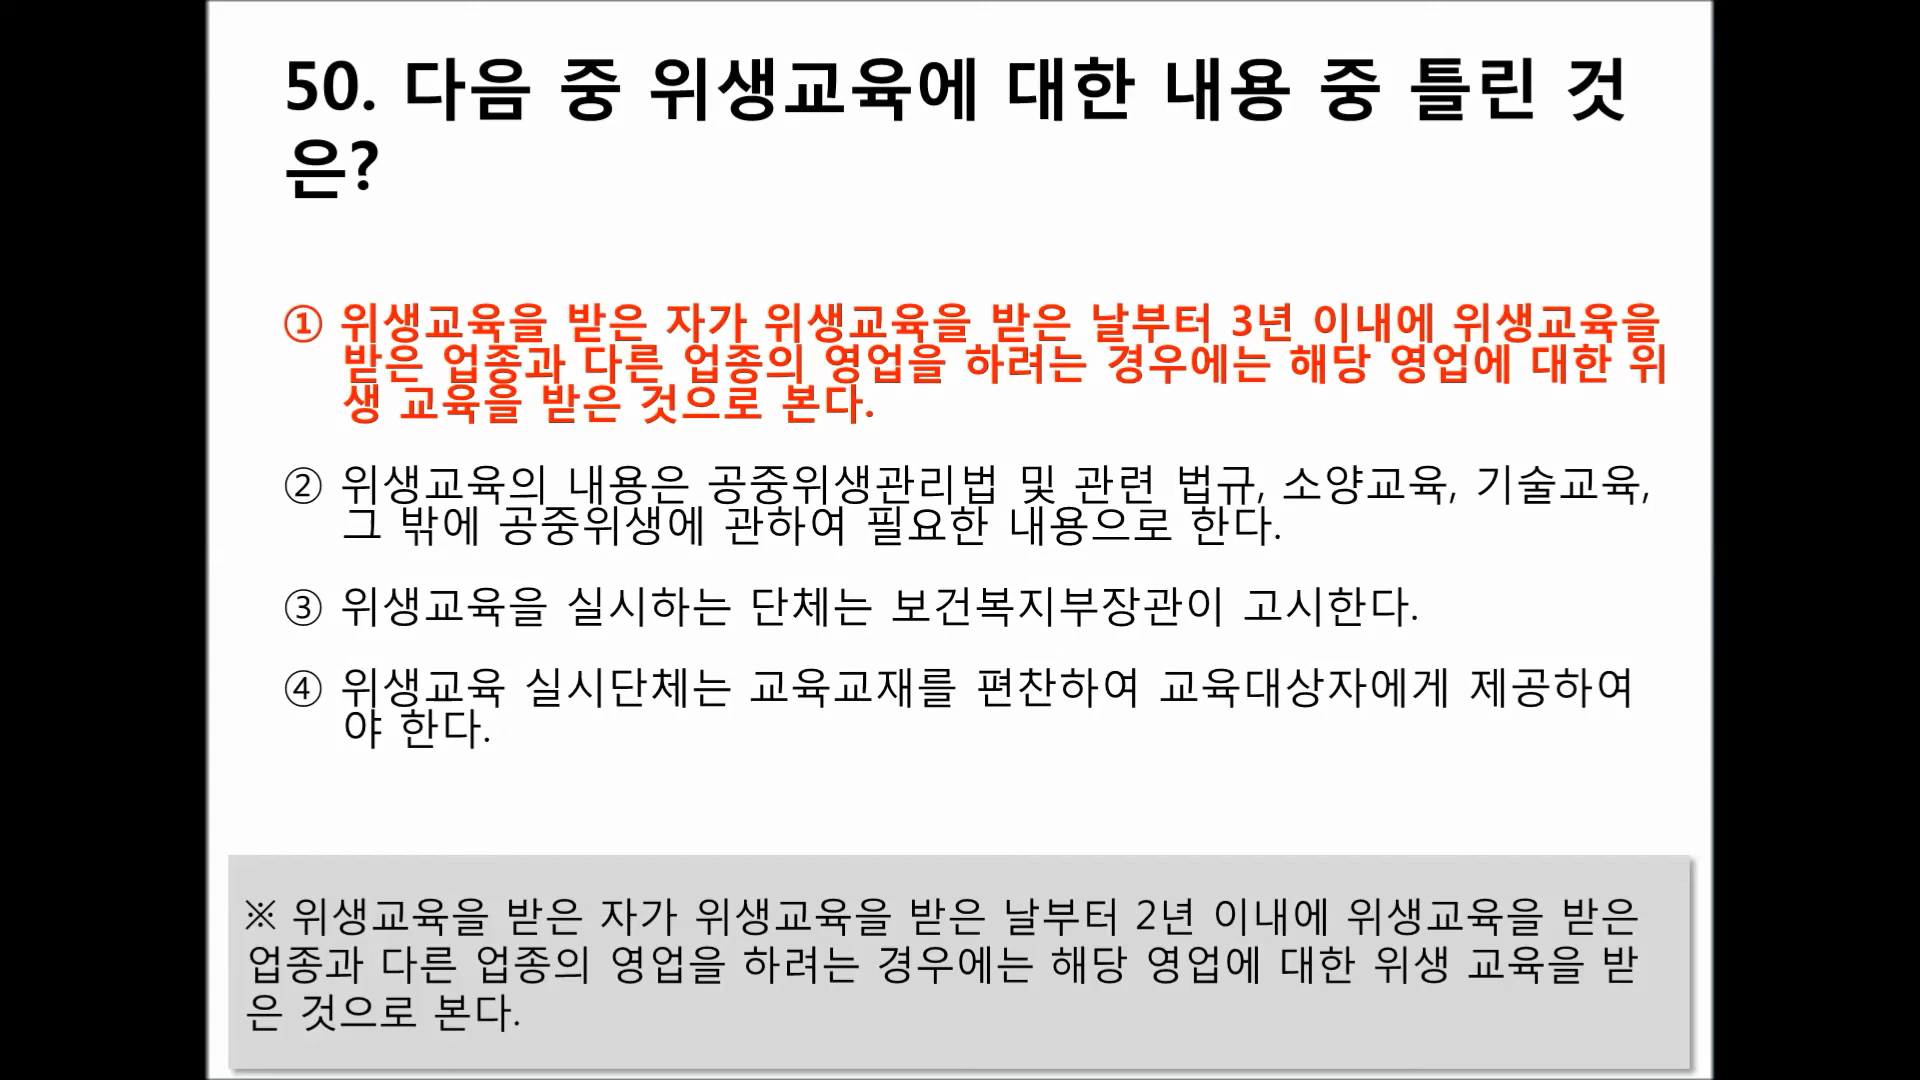 50. 다음 중 위생교육에 대한 내용 중 틀린 것
은?
① 위생교육을 받은 자가 위생교육을 받은 날부터 3년 이내에 위생교육을
받은 업종과 다른 업종의 영업을 하려는 경우에는 해당 영업에 대한 위
생 교육을 받은 것으로 본다.
② 위생교육의 내용은 공중위생관리법 및 관련 법규, 소양교육, 기술교육,
그 밖에 공중위생에 관하여 필요한 내용으로 한다.
③ 위생교육을 실시하는 단체는 보건복지부장관이 고시한다.
④ 위생교육 실시단체는 교육교재를 편찬하여 교육대상자에게 제공하여
야 한다.
※ 위생교육을 받은 자가 위생교육을 받은 날부터 2년 이내에 위생교육을 받은
업종과 다른 업종의 영업을 하려는 경우에는 해당 영업에 대한 위생 교육을 받
은 것으로 본다.